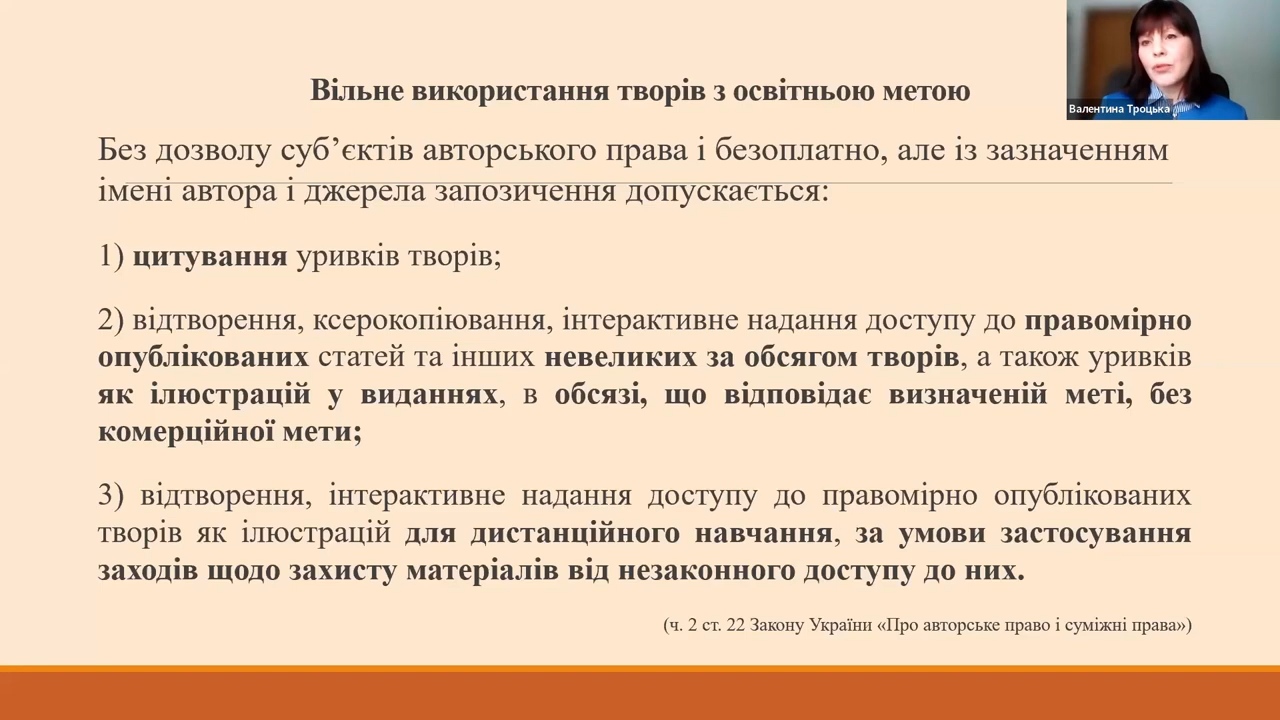 Вільне використання творів з освітньою метою
Валентина Троцька
Без дозволу суб’єктів авторського права і безоплатно, але із зазначенням
імені автора і джерела запозичення допускається:
1) цитування уривків творів;
2) відтворення, ксерокопіювання, інтерактивне надання доступу до правомірно
опублікованих статей та інших невеликих за обсягом творів, а також уривків
як ілюстрацій у виданнях, в обсязі, що відповідає визначеній меті, без
комерційної мети;
3) відтворення, інтерактивне надання доступу до правомірно опублікованих
творів як ілюстрацій для дистанційного навчання, за умови застосування
заходів щодо захисту матеріалів від незаконного доступу до них.
(ч. 2 ст. 22 Закону України «Про авторське право і суміжні права»)